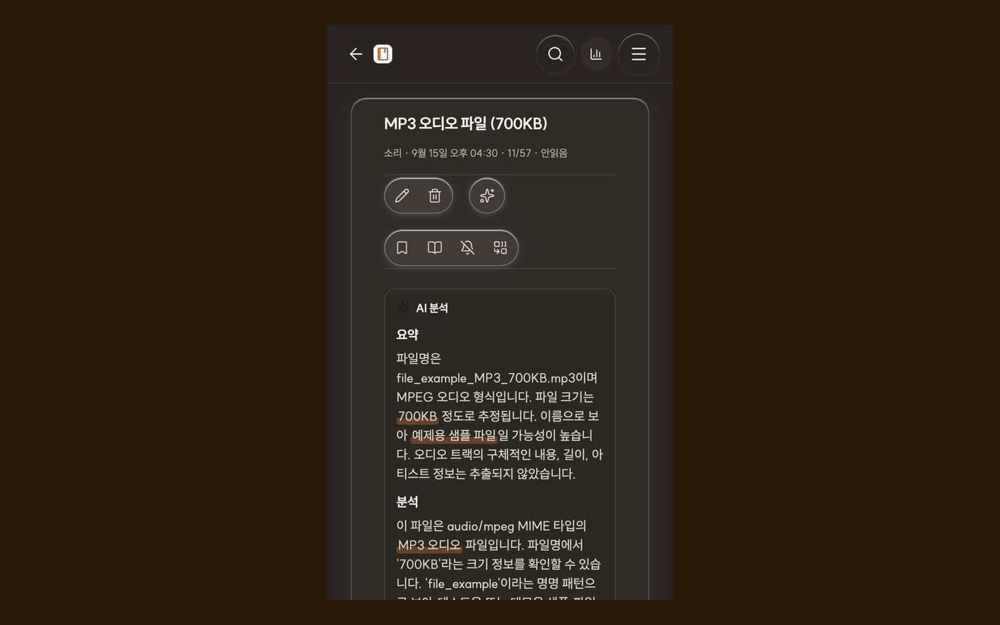 MP3 오디오 파일 (700KB)
소리 · 9월 15일 오후 04:30 · 11/57 · 안읽음
AI 분석
요약
파일명은
file_example_MP3_700KB.mp3이며
MPEG 오디오 형식입니다. 파일 크기는
700KB 정도로 추정됩니다. 이름으로 보
아 예제용 샘플 파일일 가능성이 높습니
다. 오디오 트랙의 구체적인 내용, 길이, 아
티스트 정보는 추출되지 않았습니다.
분석
이 파일은 audio/mpeg MIME 타입의
MP3 오디오 파일입니다. 파일명에서
'700KB'라는 크기 정보를 확인할 수 있습
니다. 'file_example'이라는 명명 패턴으